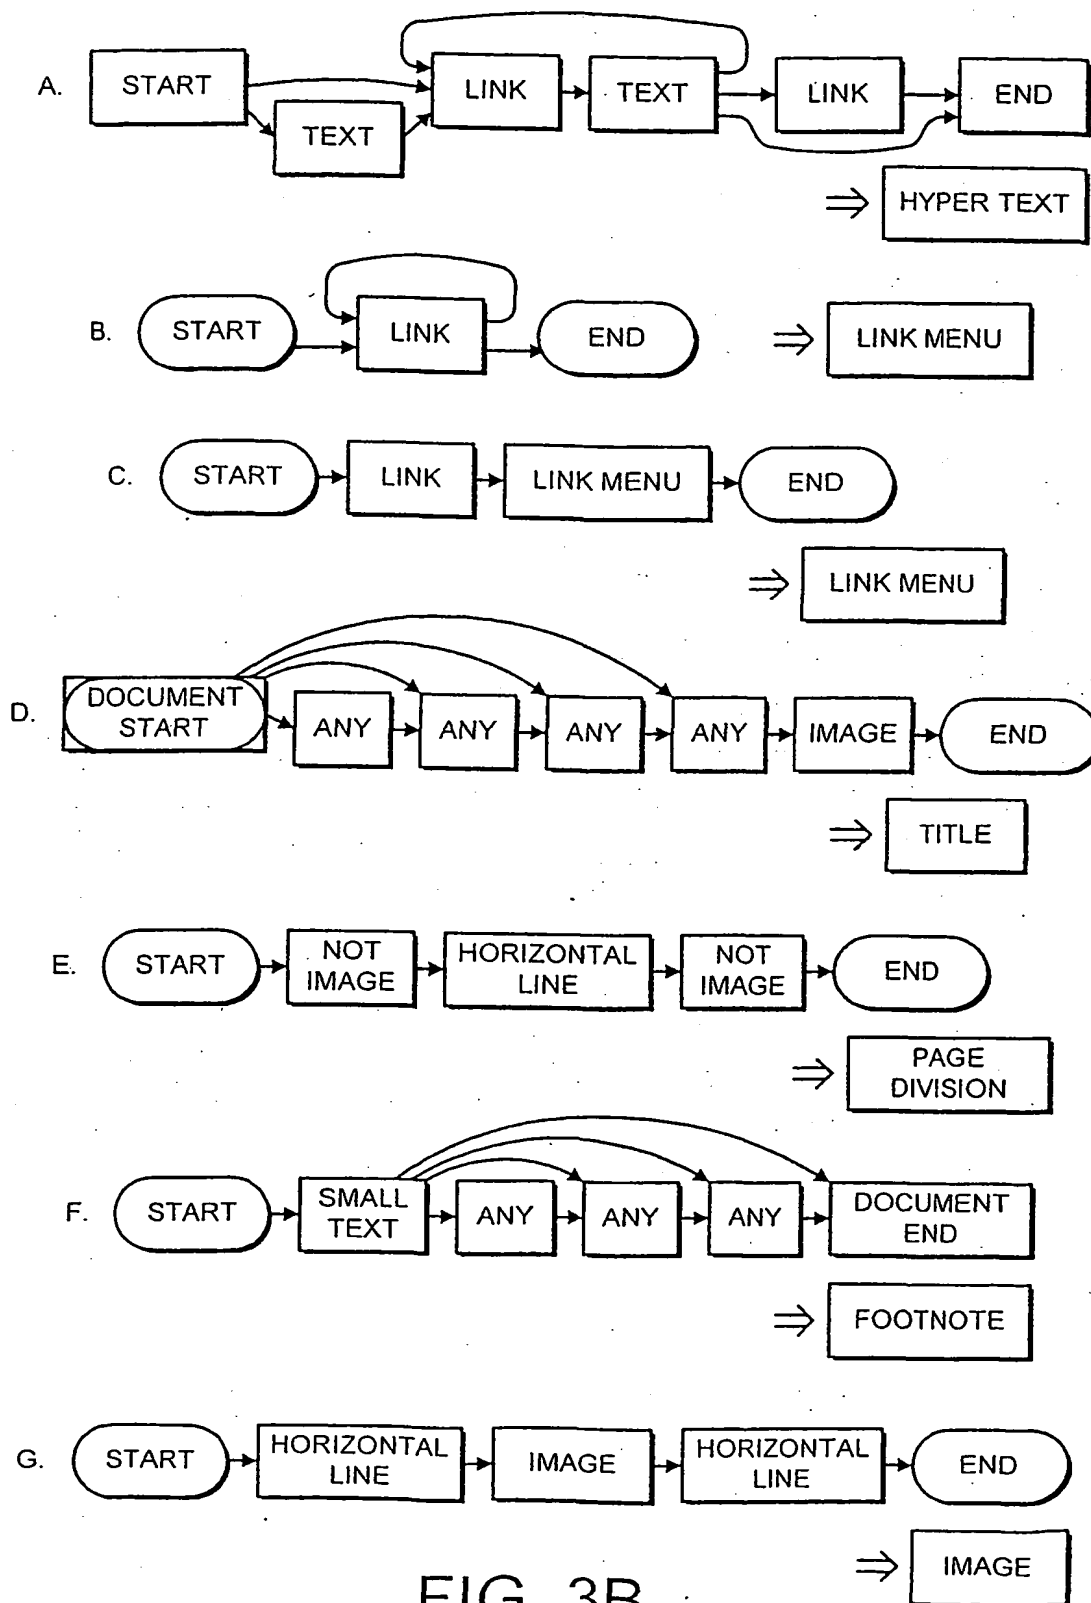 A. START TEXT LINK TEXT LINK END
⇒ HYPER TEXT
B. START LINK END ⇒ LINK MENU
C. START LINK LINK MENU END
⇒ LINK MENU
D. DOCUMENT START ANY ANY ANY ANY IMAGE END
⇒ TITLE
E. START NOT IMAGE HORIZONTAL LINE NOT IMAGE END
⇒ PAGE DIVISION
F. START SMALL TEXT ANY ANY ANY DOCUMENT END
⇒ FOOTNOTE
G. START HORIZONTAL LINE IMAGE HORIZONTAL LINE END
⇒ IMAGE
FIG. 3B